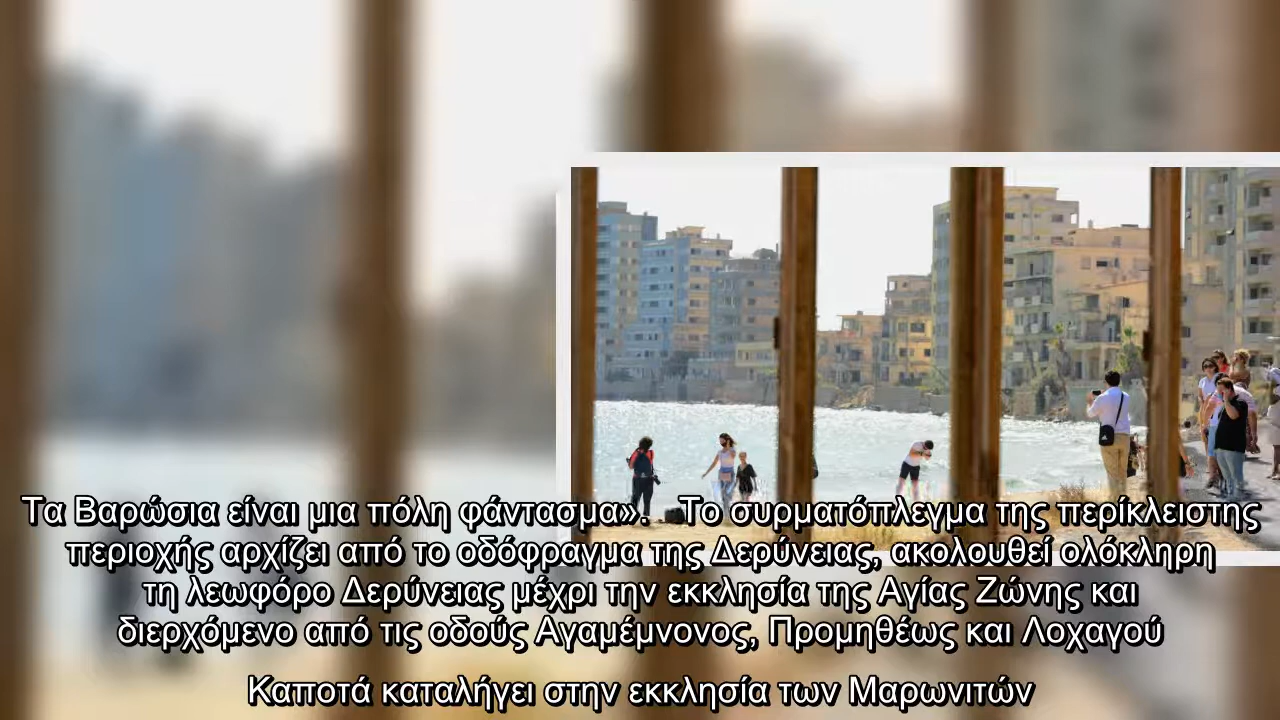 Τα Βαρώσια είναι μια πόλη φάντασμα».   Το συρματόπλεγμα της περίκλειστης
περιοχής αρχίζει από το οδόφραγμα της Δερύνειας, ακολουθεί ολόκληρη
τη λεωφόρο Δερύνειας μέχρι την εκκλησία της Αγίας Ζώνης και
διερχόμενο από τις οδούς Αγαμέμνονος, Προμηθέως και Λοχαγού
Καποτά καταλήγει στην εκκλησία των Μαρωνιτών